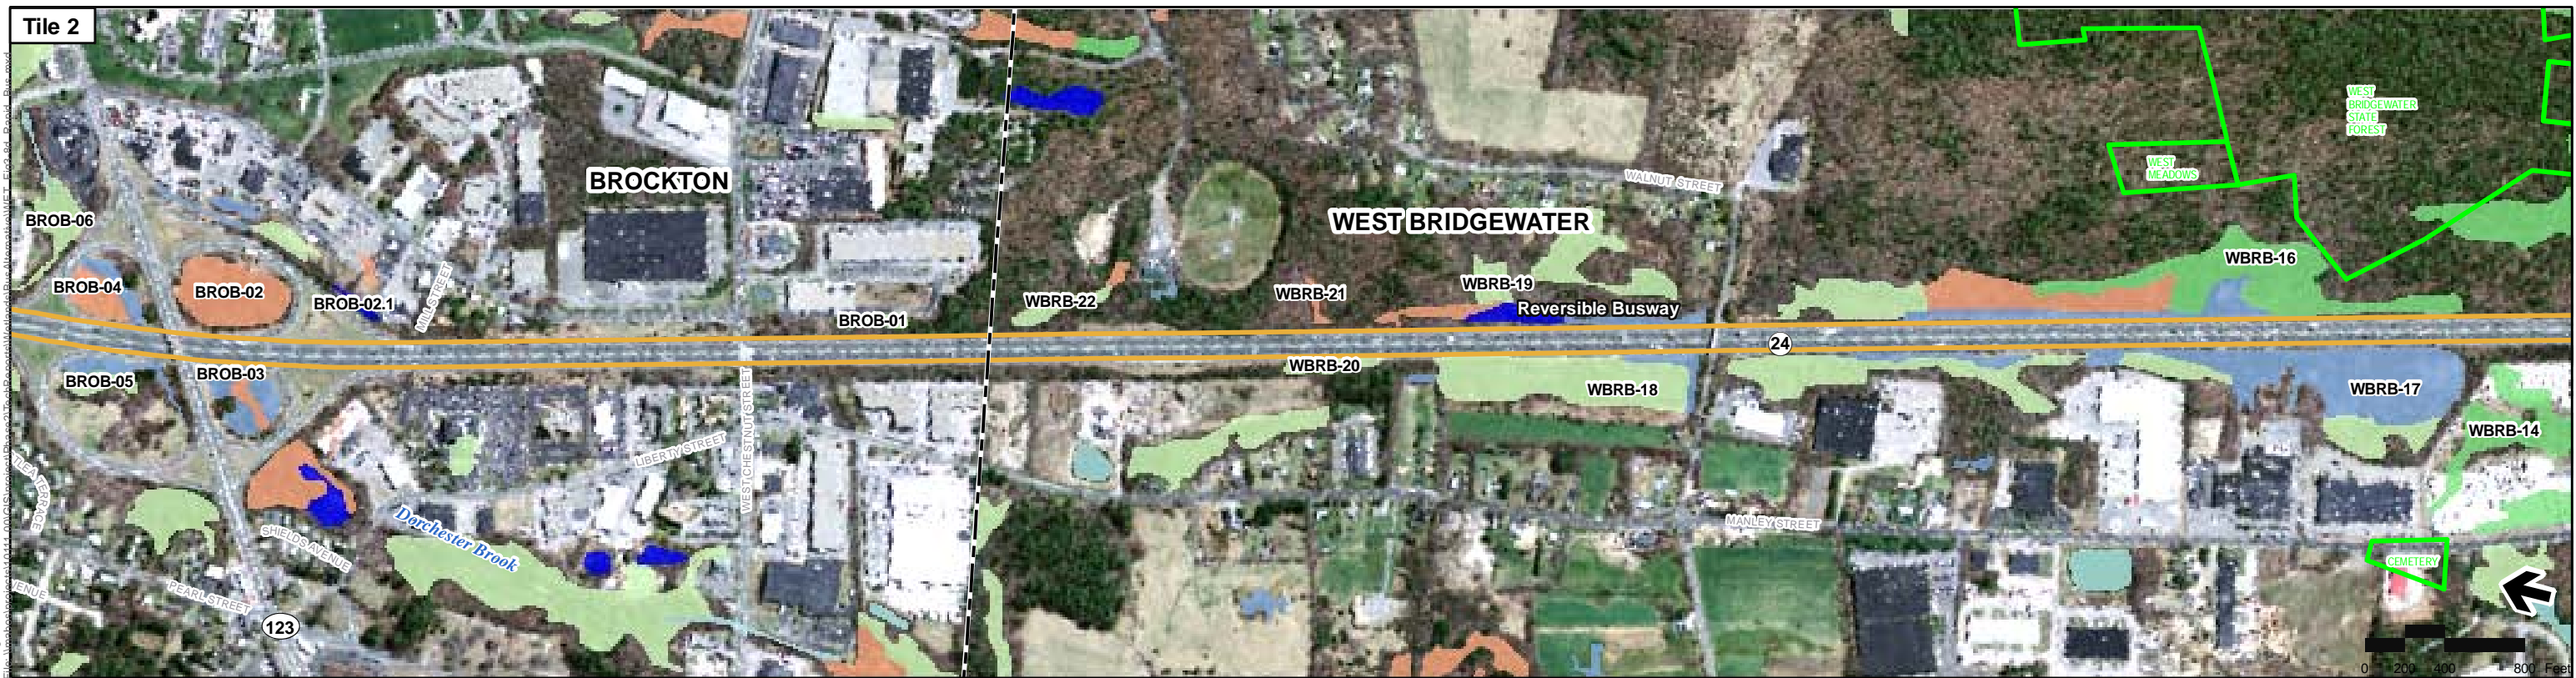 Tile 2
BROCKTON
WEST BRIDGEWATER
WEST
BRIDGEWATER
STATE
FOREST
WEST
MEADOWS
WALNUT STREET
BROB-06
BROB-04
BROB-02
BROB-02.1
MILL STREET
BROB-01
WBRB-22
WBRB-21
WBRB-19
Reversible Busway
WBRB-16
24
BROB-05
BROB-03
WBRB-20
WBRB-18
WBRB-17
WBRB-14
WEST CHESTNUT STREET
LIBERTY STREET
MANLEY STREET
Dorchester Brook
SHIELDS AVENUE
PEARL STREET
123
CEMETERY
0 200 400 800 Feet